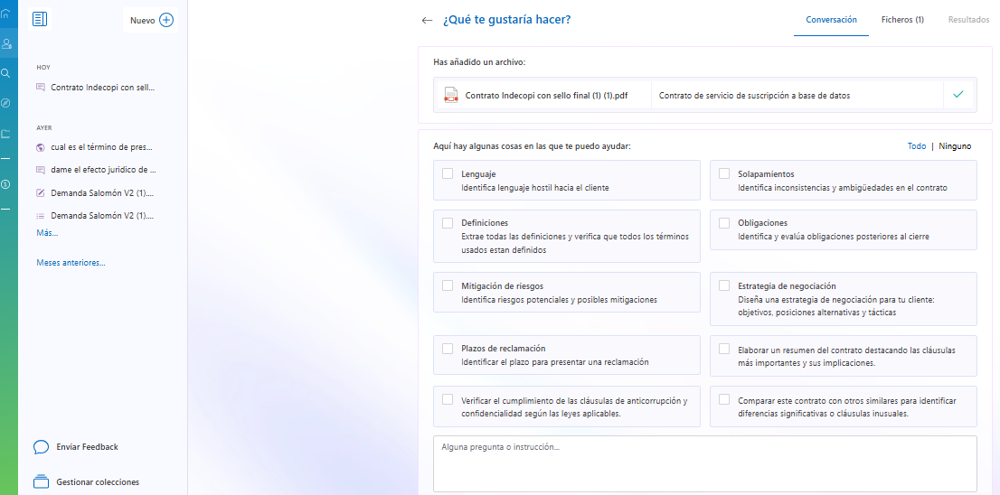 Nuevo
HOY
Contrato Indecopi con sell...
AYER
cual es el término de pres...
dame el efecto juridico de ...
Demanda Salomón V2 (1)....
Demanda Salomón V2 (1)....
Más...
Meses anteriores...
Enviar Feedback
Gestionar colecciones
¿Qué te gustaría hacer?
Conversación
Ficheros (1)
Resultados
Has añadido un archivo:
Contrato Indecopi con sello final (1) (1).pdf
Contrato de servicio de suscripción a base de datos
Aquí hay algunas cosas en las que te puedo ayudar:
Todo | Ninguno
Lenguaje
Identifica lenguaje hostil hacia el cliente
Solapamientos
Identifica inconsistencias y ambigüedades en el contrato
Definiciones
Extrae todas las definiciones y verifica que todos los términos
usados estan definidos
Obligaciones
Identifica y evalúa obligaciones posteriores al cierre
Mitigación de riesgos
Identifica riesgos potenciales y posibles mitigaciones
Estrategia de negociación
Diseña una estrategia de negociación para tu cliente:
objetivos, posiciones alternativas y tácticas
Plazos de reclamación
Identificar el plazo para presentar una reclamación
Elaborar un resumen del contrato destacando las cláusulas
más importantes y sus implicaciones.
Verificar el cumplimiento de las cláusulas de anticorrupción y
confidencialidad según las leyes aplicables.
Comparar este contrato con otros similares para identificar
diferencias significativas o cláusulas inusuales.
Alguna pregunta o instrucción...